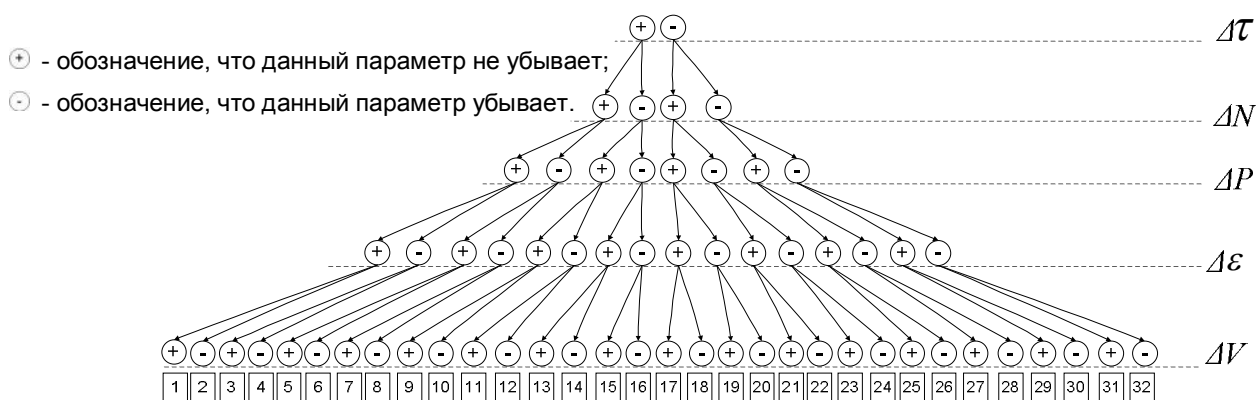 + - Δτ
+ - обозначение, что данный параметр не убывает;
- - обозначение, что данный параметр убывает.
+ - + - ΔN
+ - + - + - + - ΔP
+ - + - + - + - + - + - + - + - Δε
+ - + - + - + - + - + - + - + - + - + - + - + - + - + - + - + - ΔV
1 2 3 4 5 6 7 8 9 10 11 12 13 14 15 16 17 18 19 20 21 22 23 24 25 26 27 28 29 30 31 32